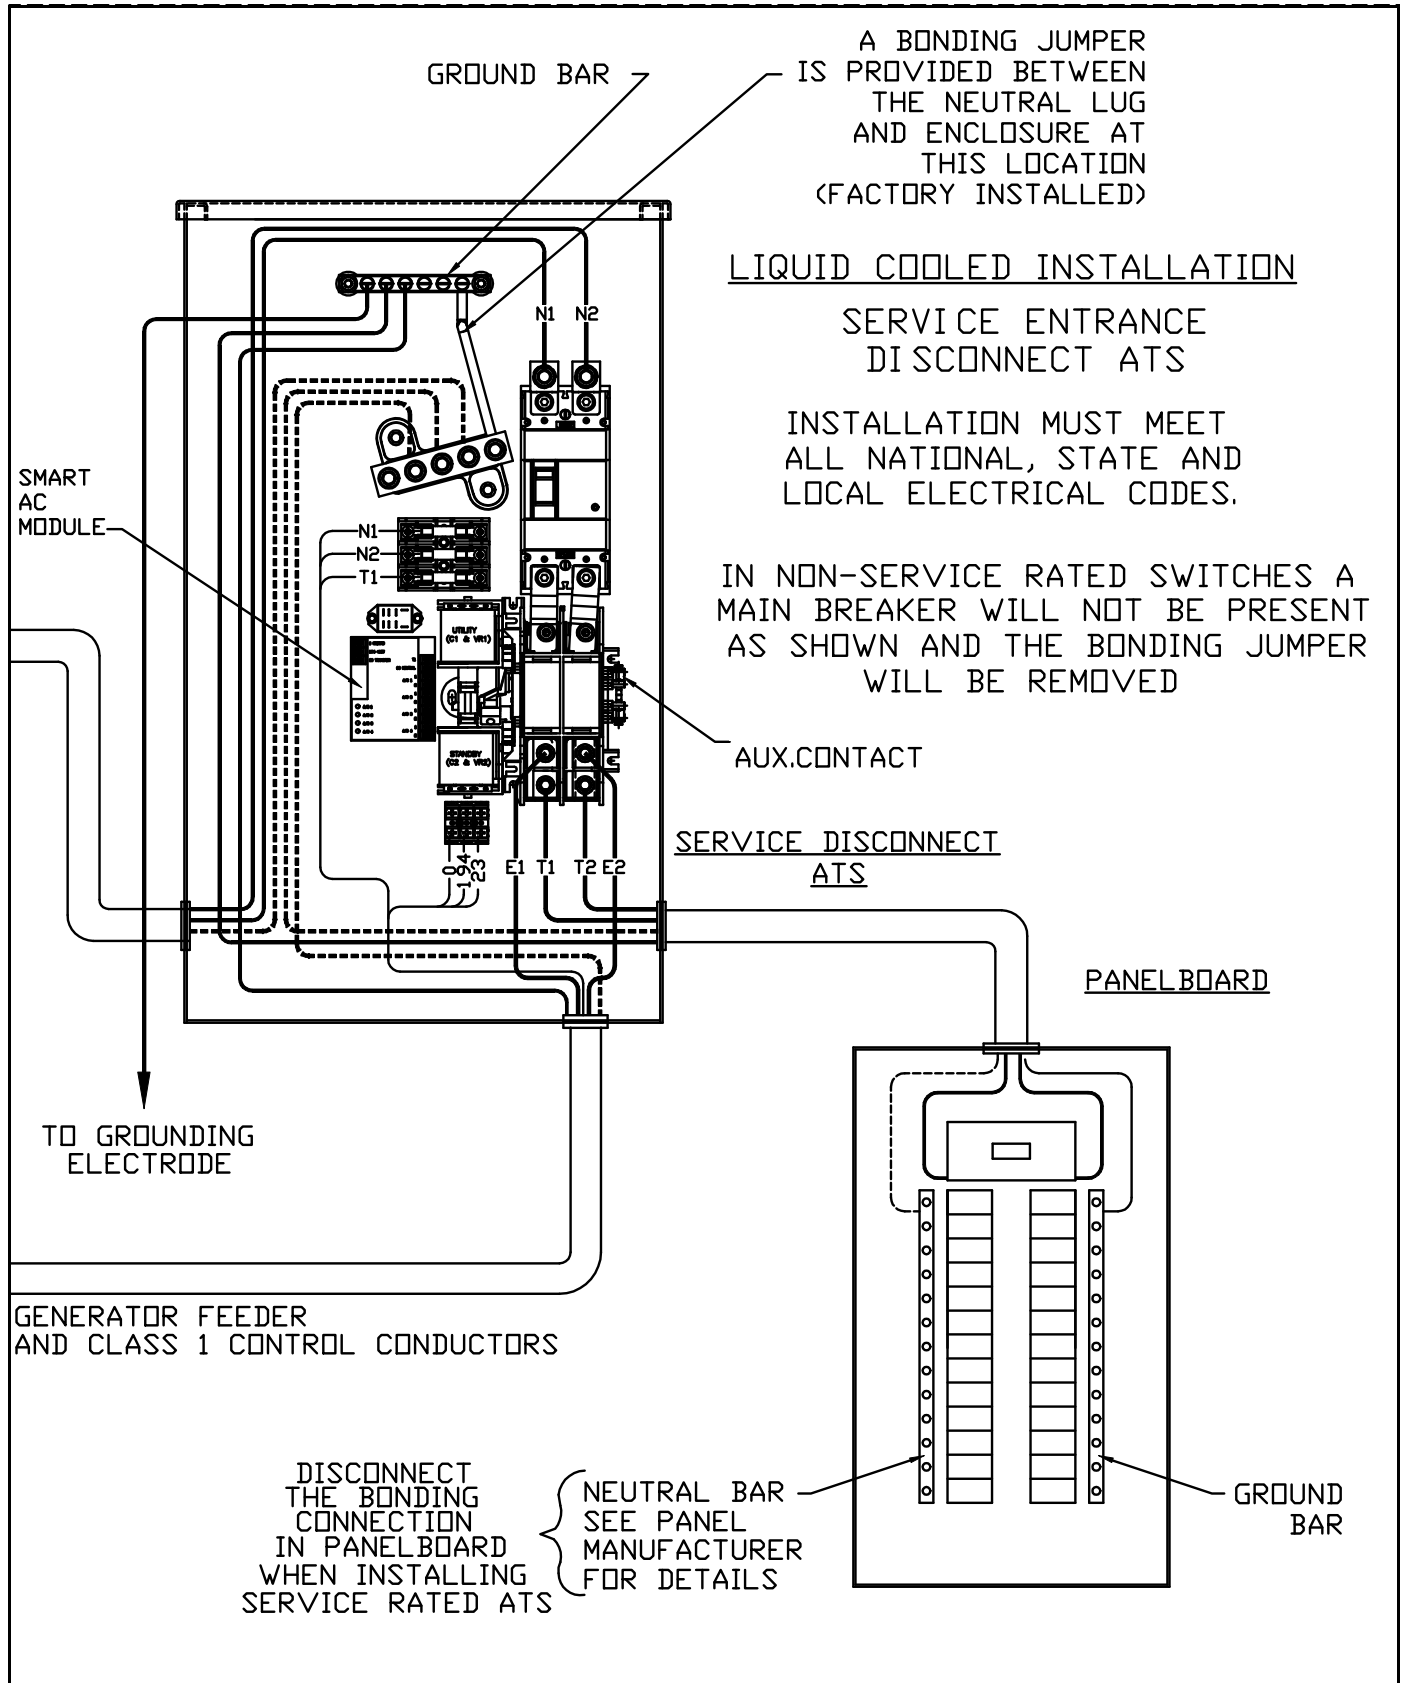 A BONDING JUMPER
IS PROVIDED BETWEEN
THE NEUTRAL LUG
AND ENCLOSURE AT
THIS LOCATION
(FACTORY INSTALLED)
GROUND BAR
LIQUID COOLED INSTALLATION
SERVICE ENTRANCE
DISCONNECT ATS
N1
N2
INSTALLATION MUST MEET
ALL NATIONAL, STATE AND
LOCAL ELECTRICAL CODES.
SMART
AC
MODULE
N1
N2
T1
IN NON-SERVICE RATED SWITCHES A
MAIN BREAKER WILL NOT BE PRESENT
AS SHOWN AND THE BONDING JUMPER
WILL BE REMOVED
UTILITY
(C1 & VR1)
STANDBY
(C2 & VR2)
AUX.CONTACT
0
194
23
E1
T1
T2
E2
SERVICE DISCONNECT
ATS
PANELBOARD
TO GROUNDING
ELECTRODE
GENERATOR FEEDER
AND CLASS 1 CONTROL CONDUCTORS
DISCONNECT
THE BONDING
CONNECTION
IN PANELBOARD
WHEN INSTALLING
SERVICE RATED ATS
NEUTRAL BAR
SEE PANEL
MANUFACTURER
FOR DETAILS
GROUND
BAR